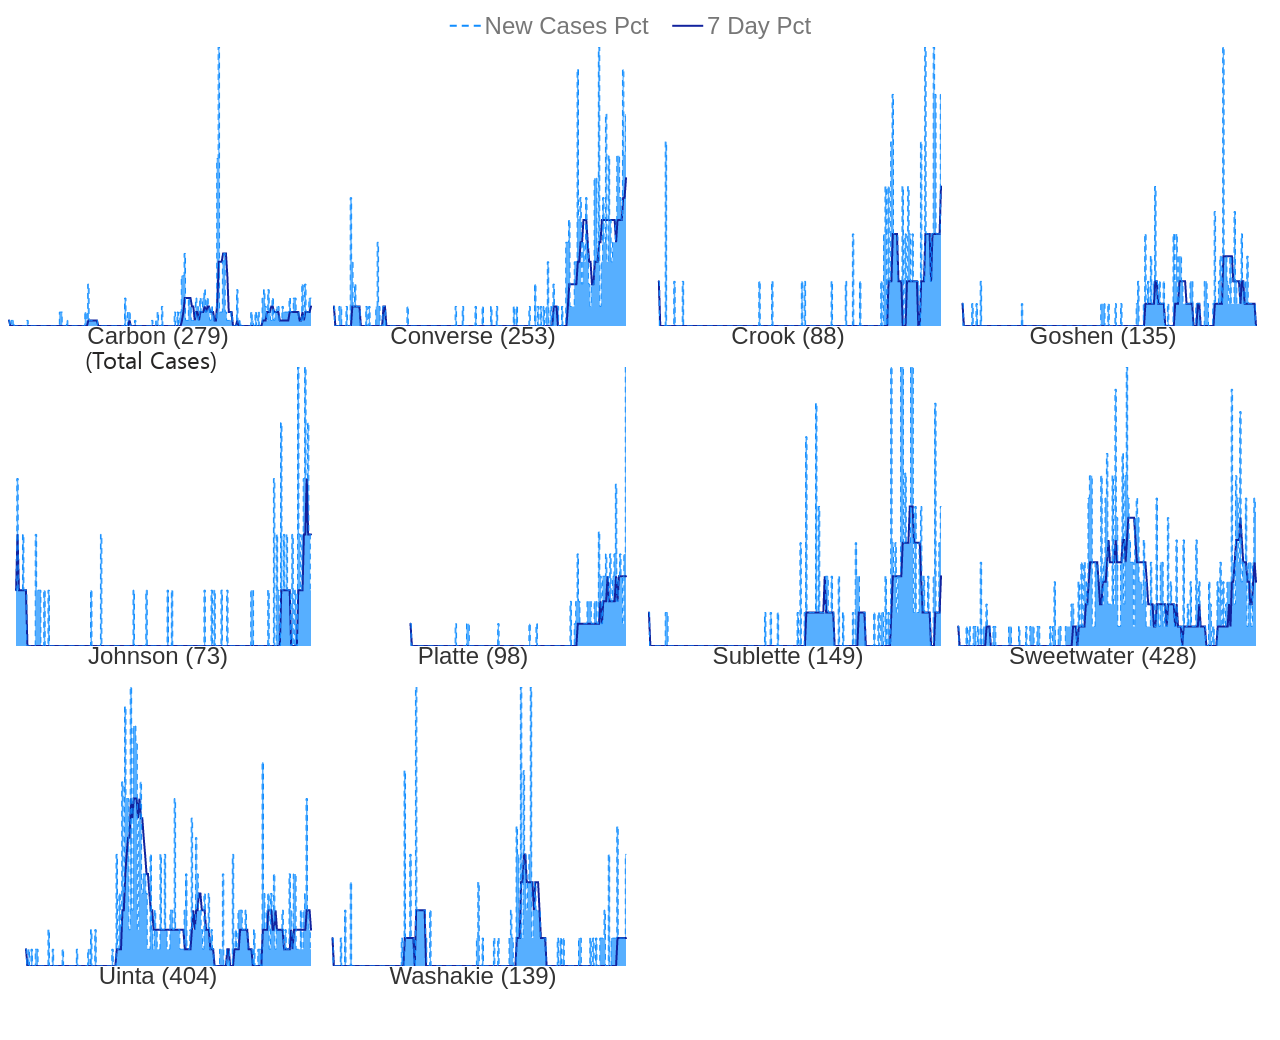 New Cases Pct 7 Day Pct
Carbon (279) Converse (253) Crook (88) Goshen (135)
(Total Cases)
Johnson (73) Platte (98) Sublette (149) Sweetwater (428)
Uinta (404) Washakie (139)